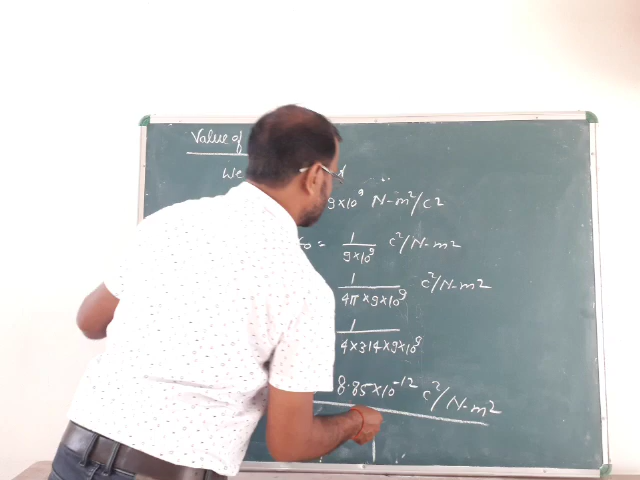 Value of
We
9×10⁹ N-m²/c²
ε₀ = 1/9×10⁹ c²/N-m²
1/4π×9×10⁹ c²/N-m²
1/4×3.14×9×10⁹
8.85×10⁻¹² c²/N-m²